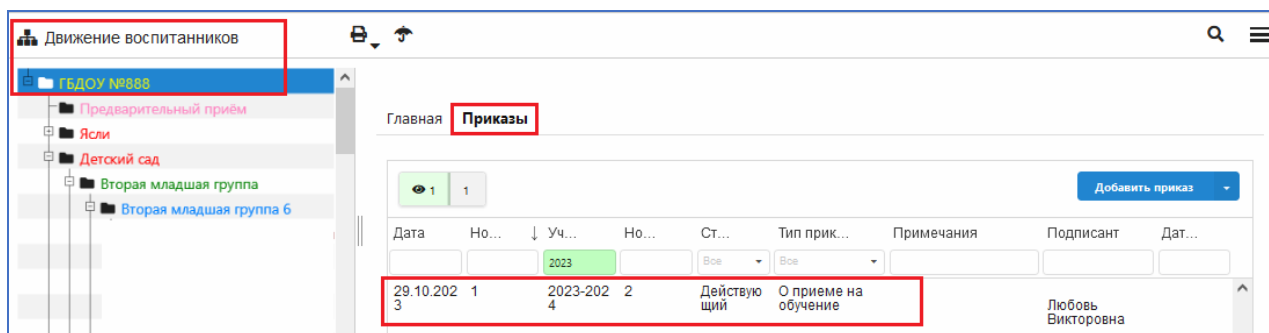 Движение воспитанников
ГБДОУ №888
Предварительный приём
Ясли
Детский сад
Вторая младшая группа
Вторая младшая группа 6
Главная Приказы
1 1 Добавить приказ
Дата Но... ↓ Уч... Но... Ст... Тип прик... Примечания Подписант Дат...
2023 Все Все
29.10.202 1 2023-202 2 Действую О приеме на
3 4 щий обучение Любовь
Викторовна